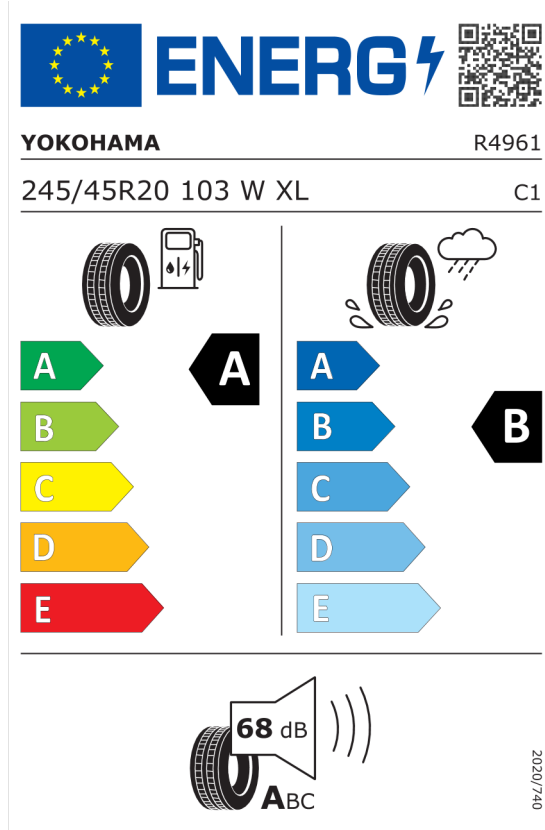 ENERG
YOKOHAMA R4961
245/45R20 103 W XL C1
A A A
B B B
C C
D D
E E
68 dB
ABC
2020/740